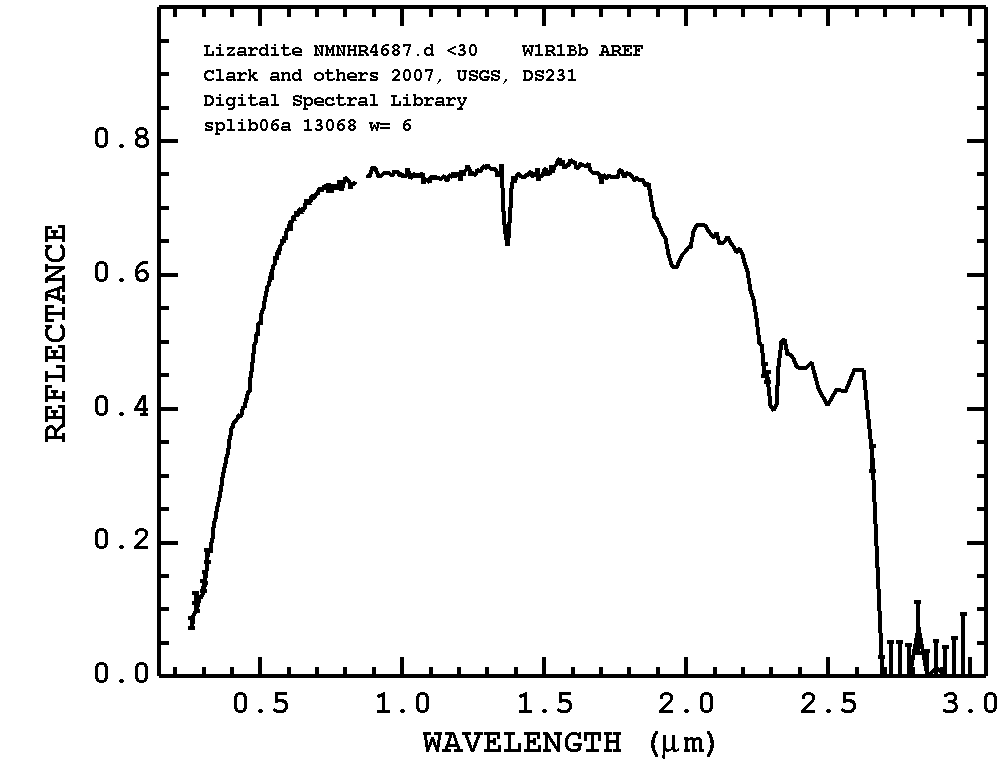 Lizardite NMNHR4687.d <30 W1R1Bb AREF
Clark and others 2007, USGS, DS231
Digital Spectral Library
splib06a 13068 w= 6
REFLECTANCE
0.8
0.6
0.4
0.2
0.0
0.5 1.0 1.5 2.0 2.5 3.0
WAVELENGTH (μm)